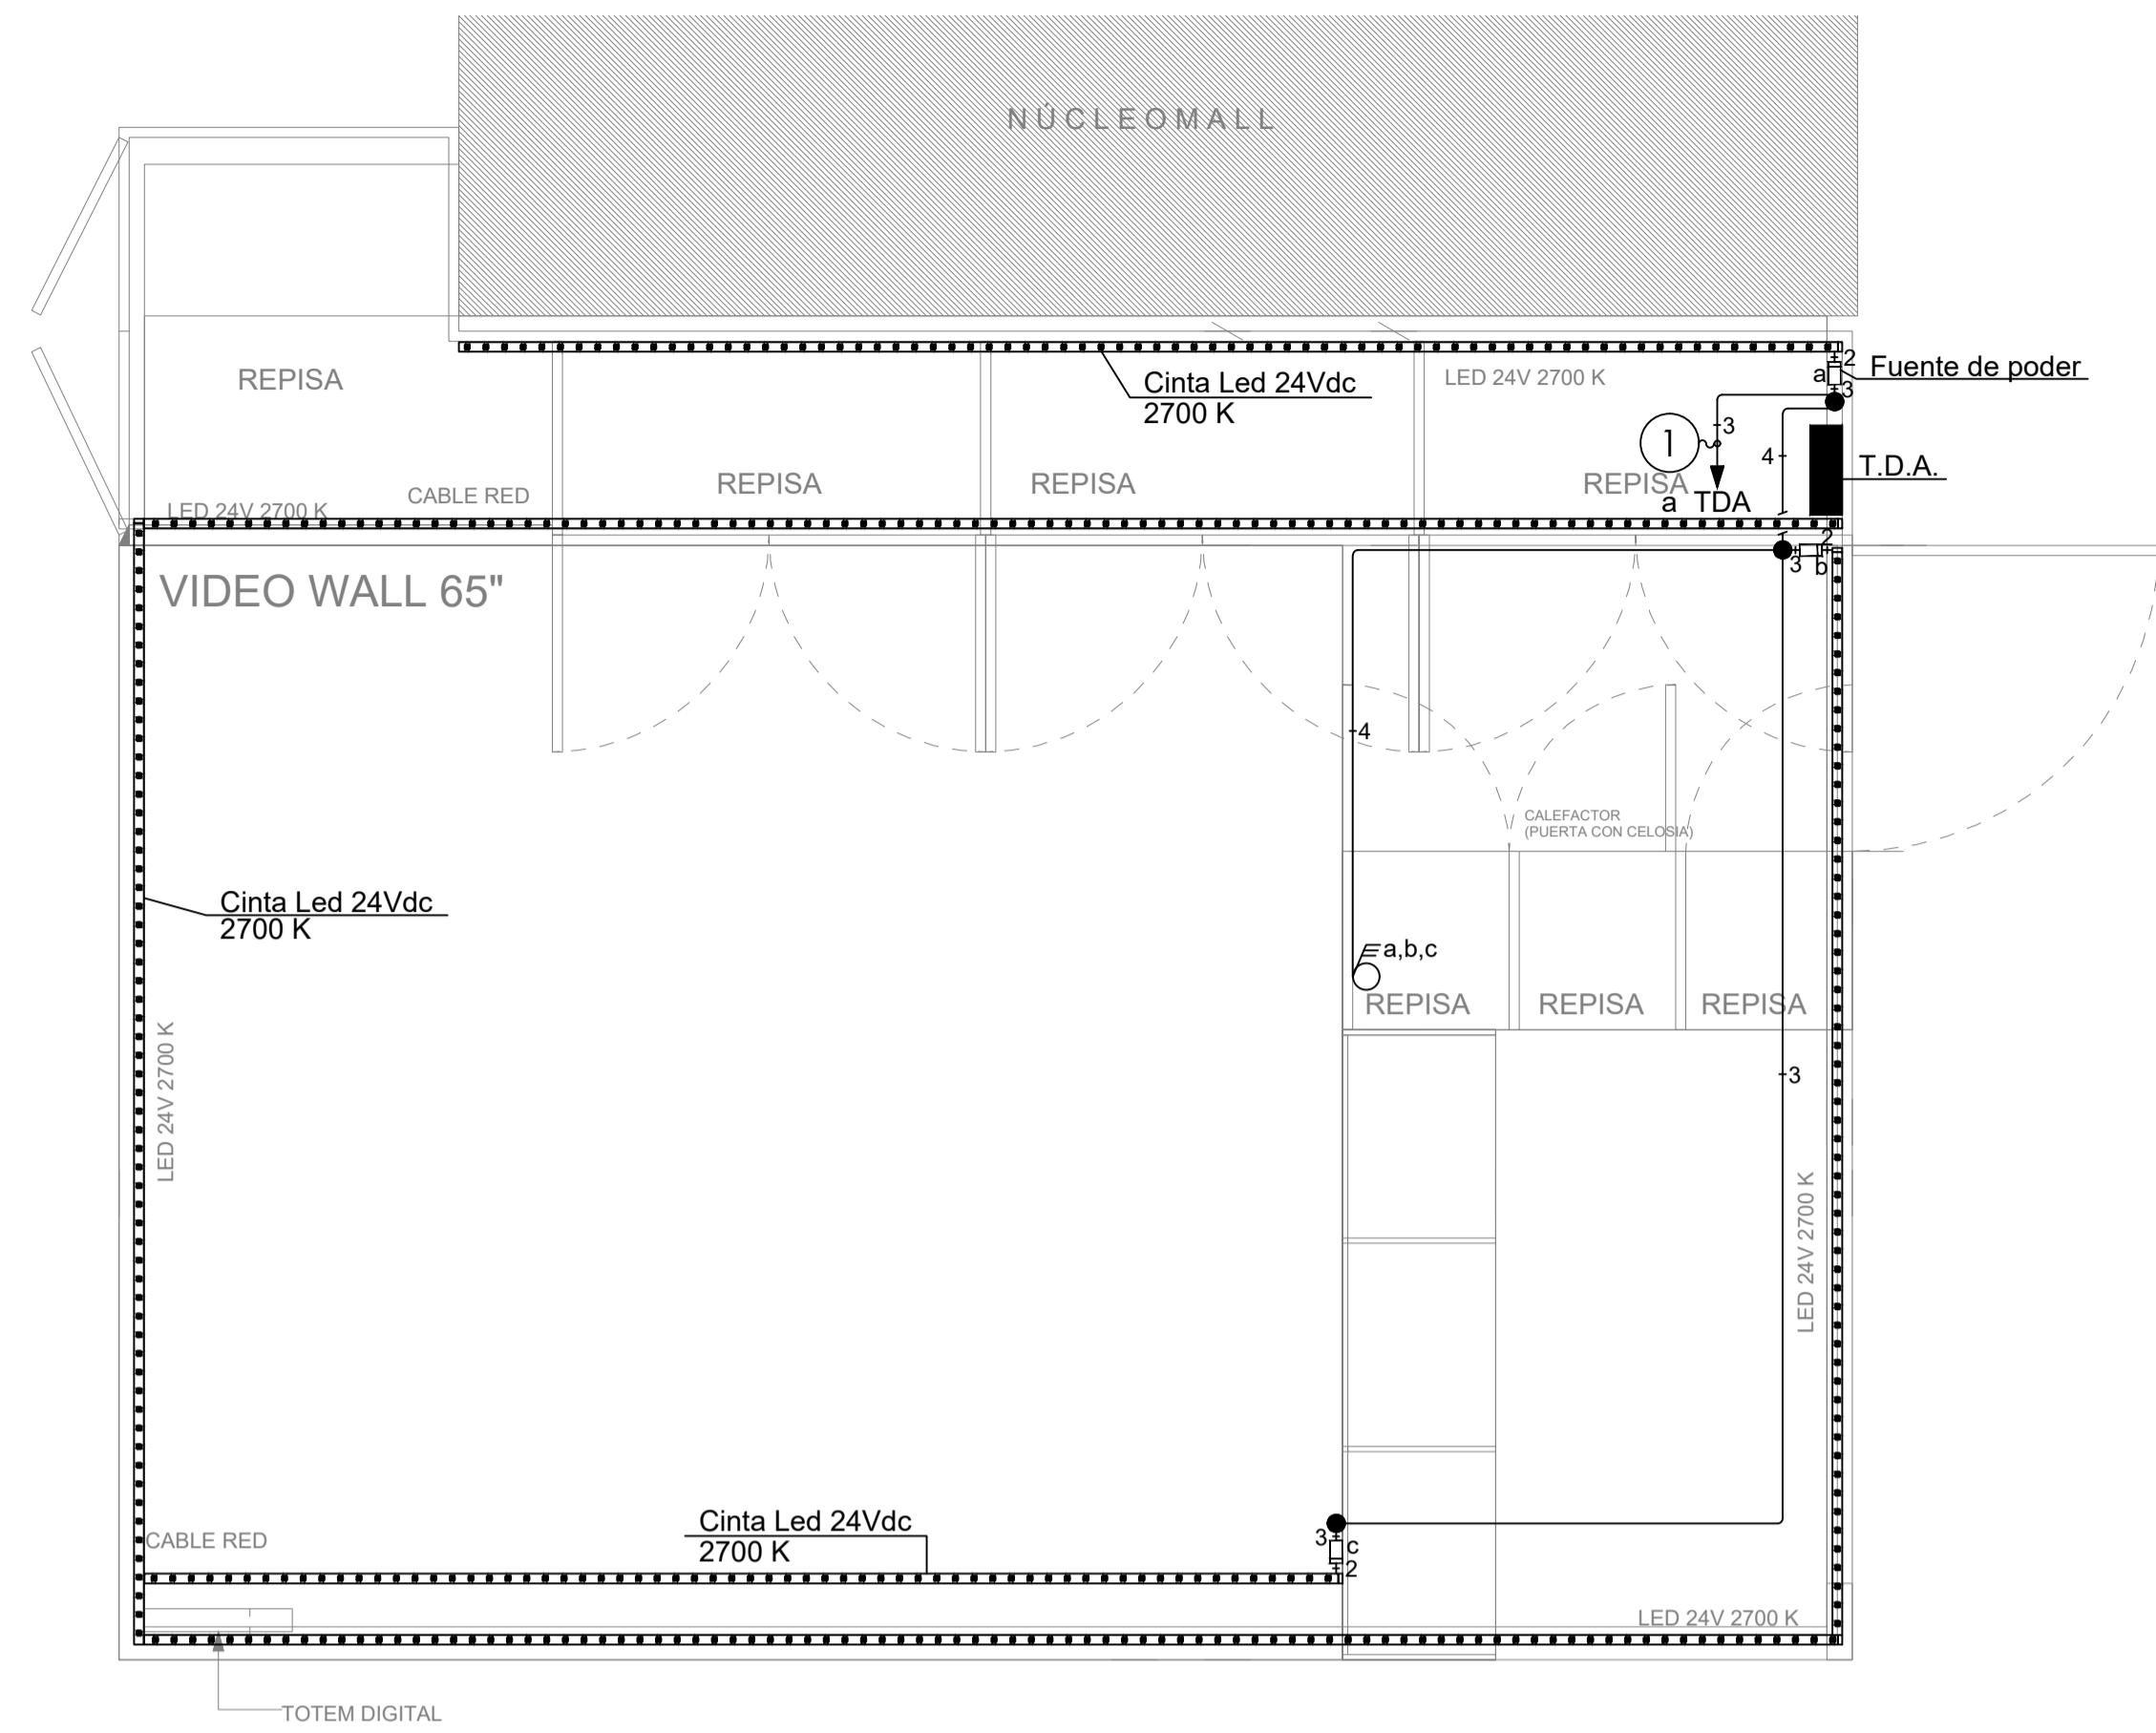 NÚCLEOMALL
2
Fuente de poder
a
3
REPISA
Cinta Led 24Vdc
2700 K
LED 24V 2700 K
1
3
4
T.D.A.
REPISA
REPISA
REPISA
a TDA
CABLE RED
LED 24V 2700 K
2
3
b
VIDEO WALL 65"
4
CALEFACTOR
(PUERTA CON CELOSIA)
Cinta Led 24Vdc
2700 K
a,b,c
REPISA
REPISA
REPISA
LED 24V 2700 K
3
LED 24V 2700 K
Cinta Led 24Vdc
2700 K
CABLE RED
3
c
2
LED 24V 2700 K
TOTEM DIGITAL